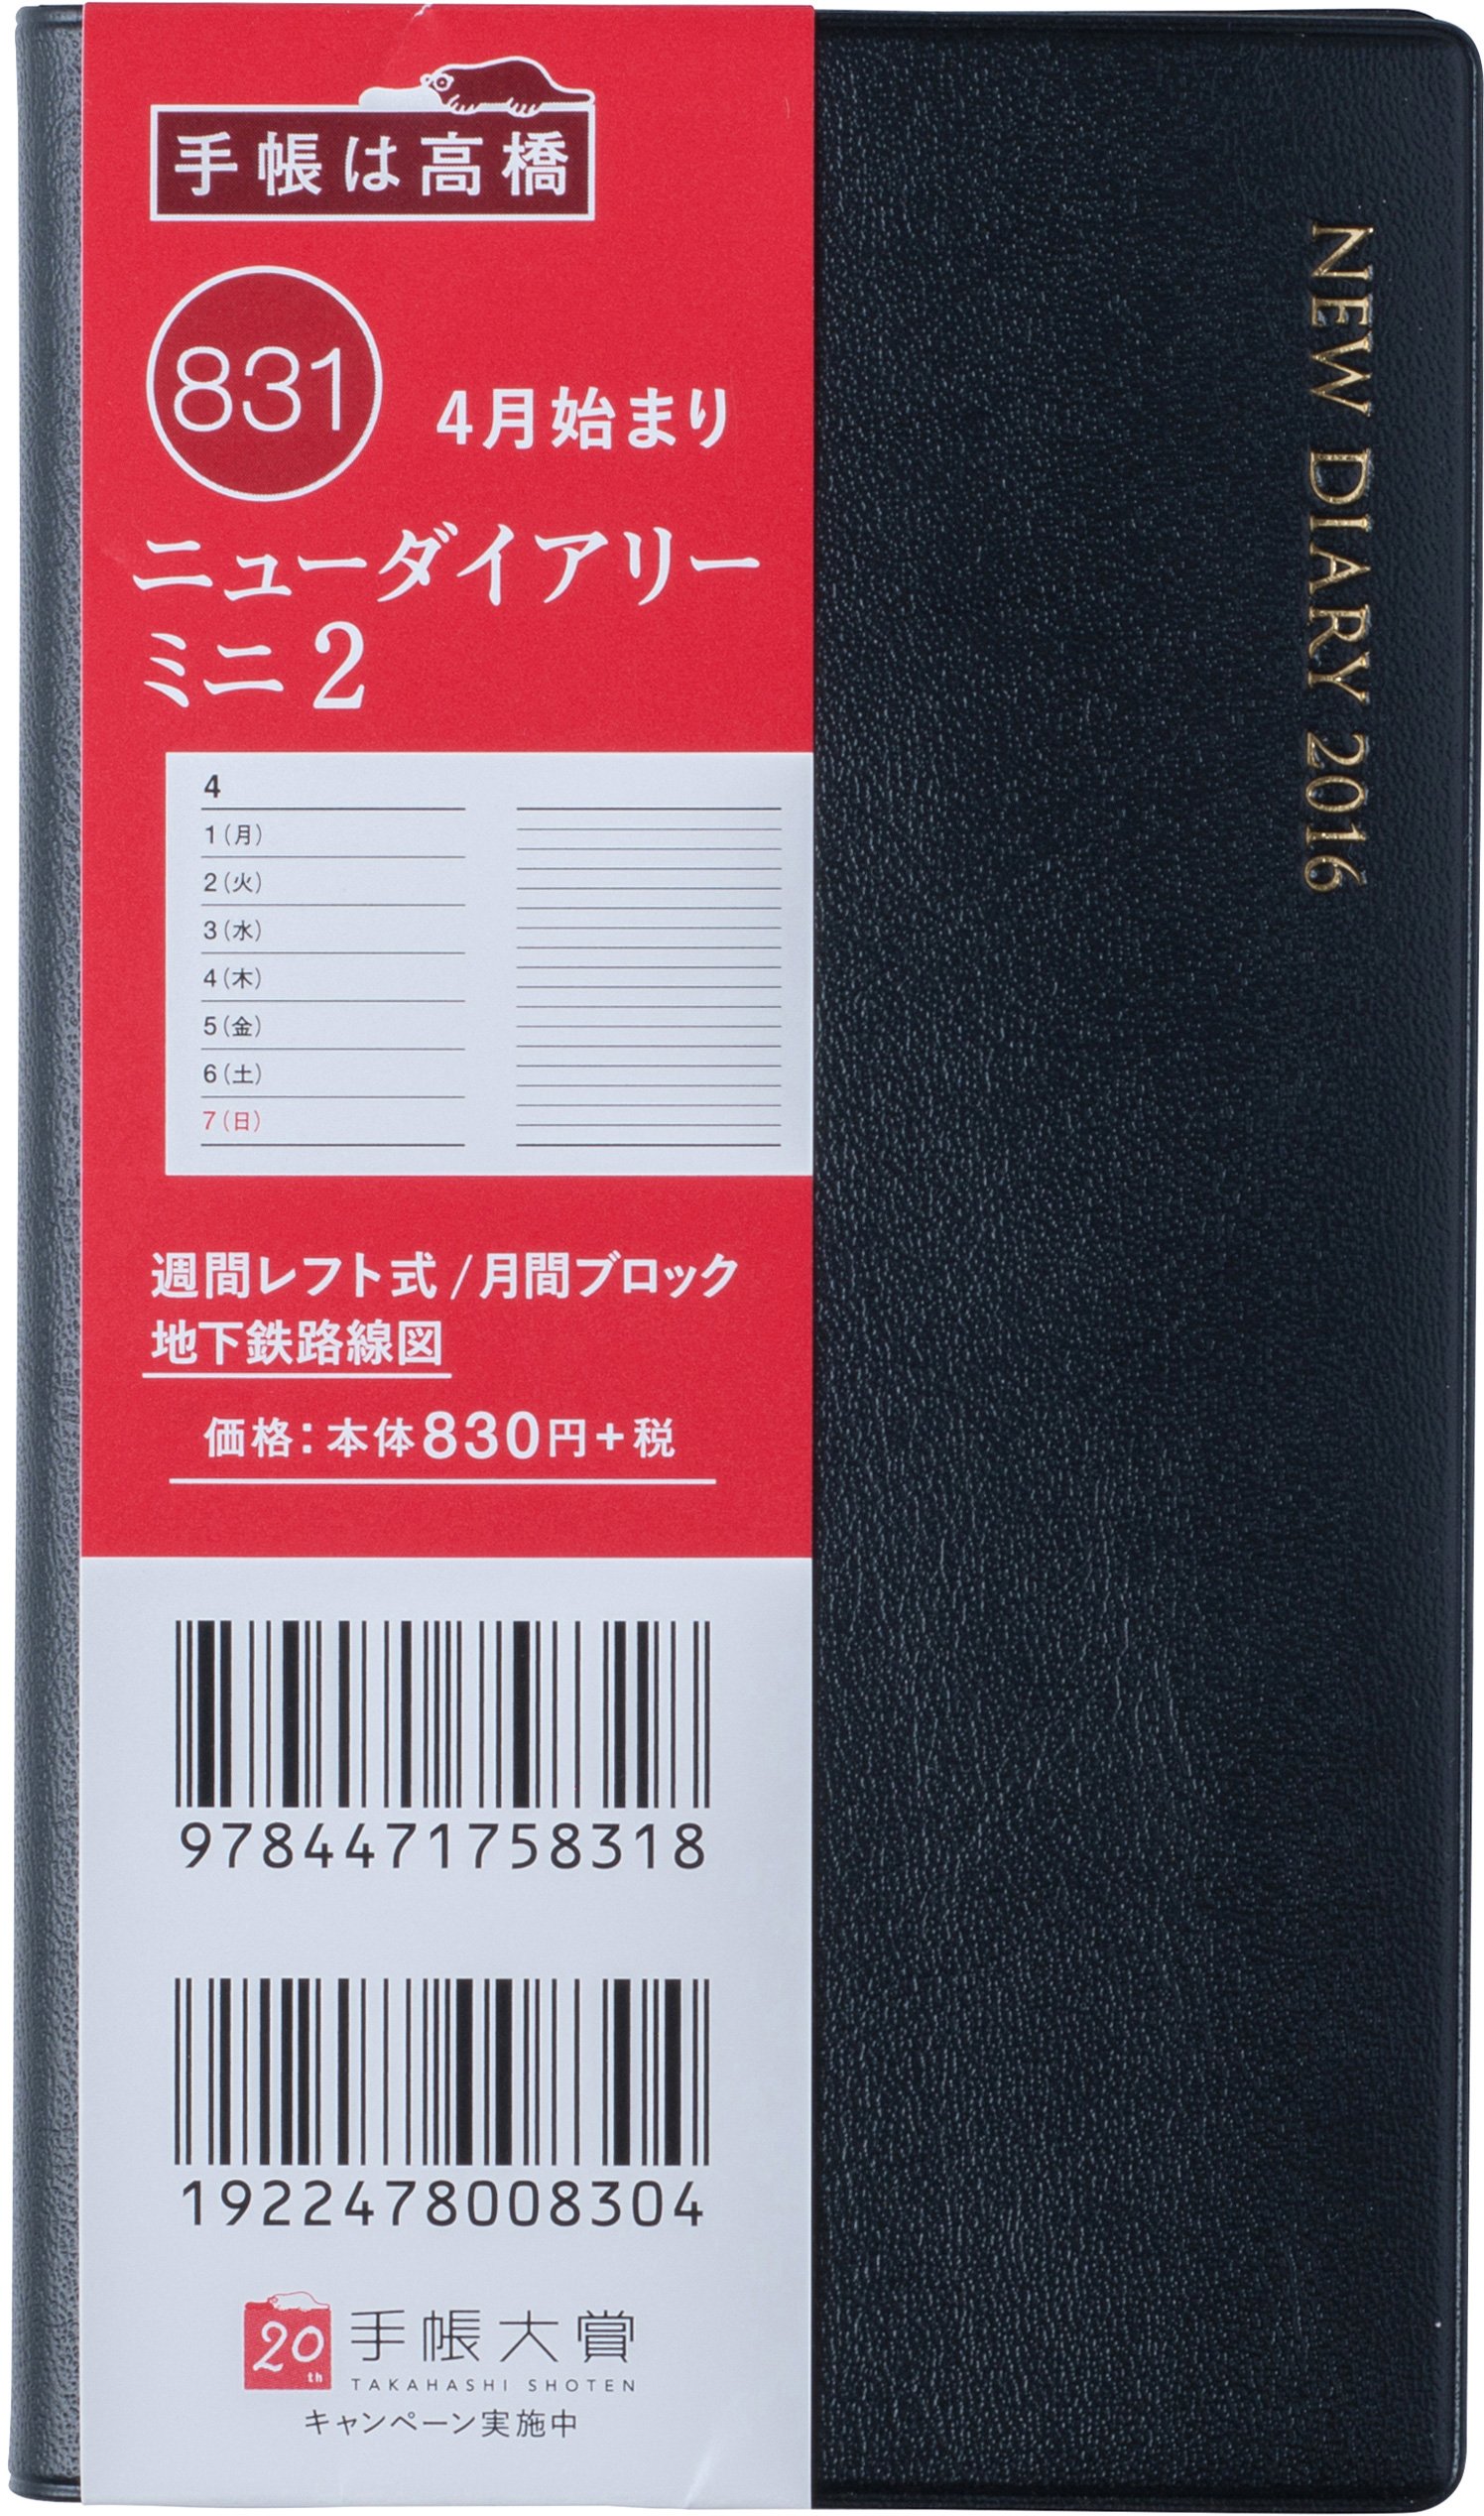 手帳は高橋
831
4月始まり
ニューダイアリー
ミニ2
4
1(月)
2(火)
3(水)
4(木)
5(金)
6(土)
7(日)
週間レフト式/月間ブロック
地下鉄路線図
価格:本体830円+税
9784471758318
1922478008304
20th
手帳大賞
TAKAHASHI SHOTEN
キャンペーン実施中
NEW DIARY 2016